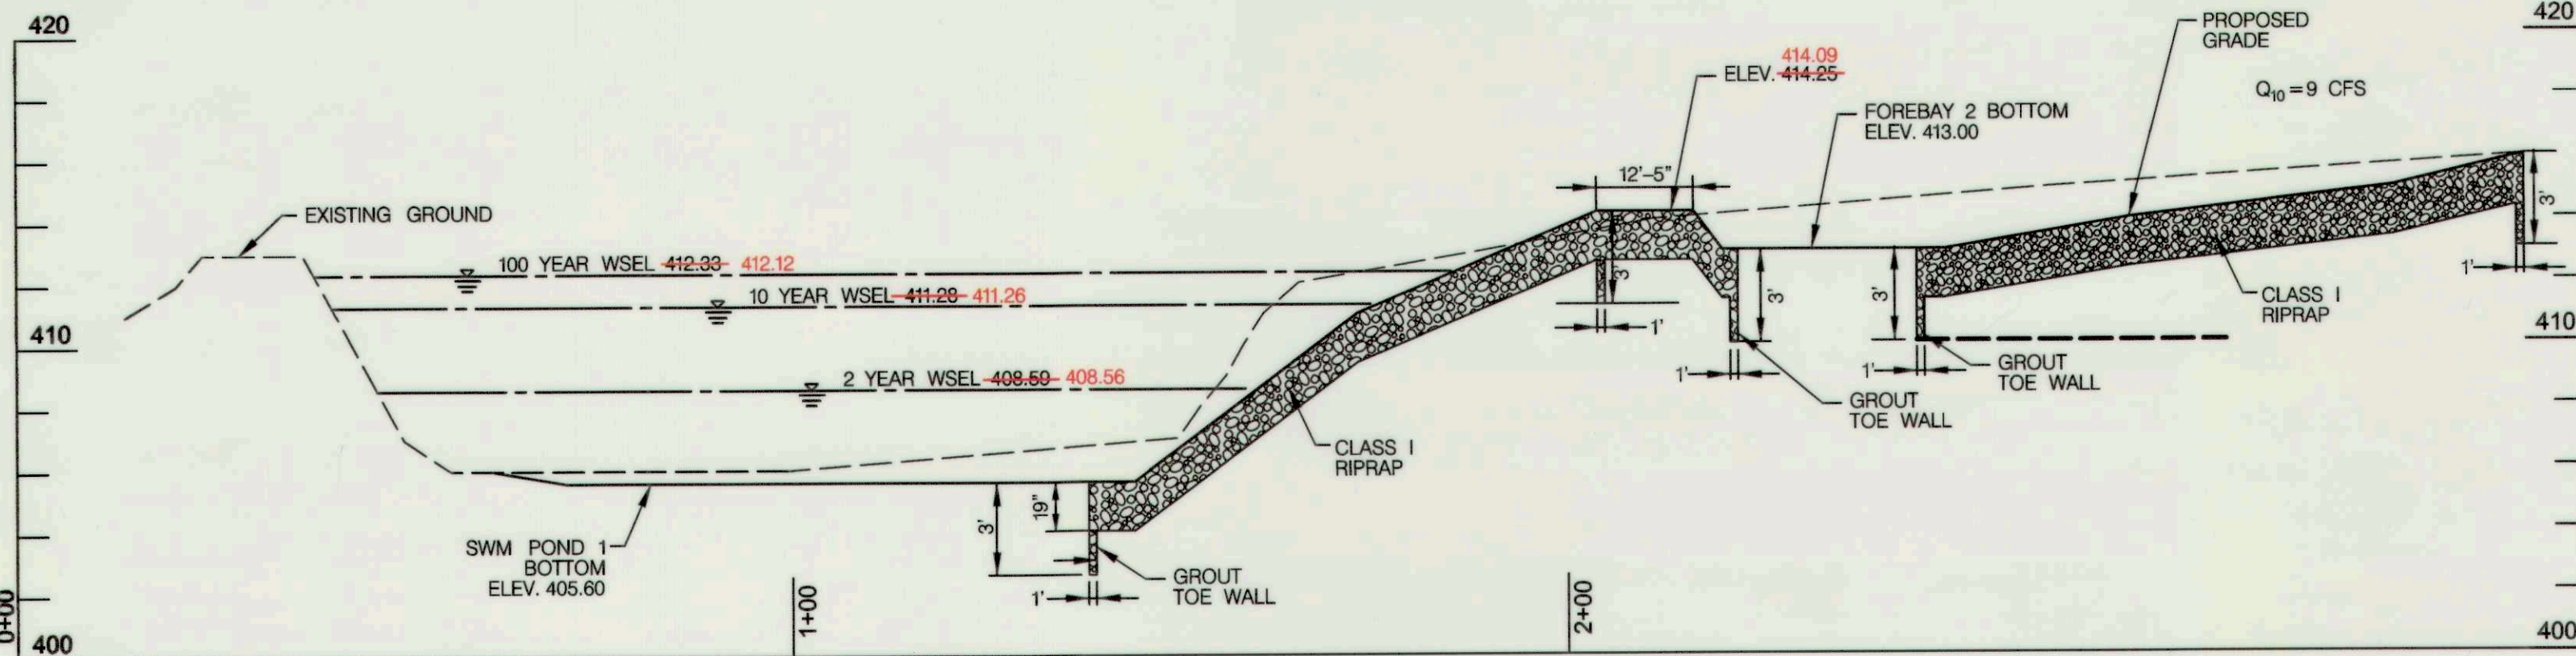 420
420
PROPOSED
GRADE
414.09
ELEV. 414.25
Q₁₀=9 CFS
FOREBAY 2 BOTTOM
ELEV. 413.00
12'-5"
EXISTING GROUND
3'
100 YEAR WSEL 412.33 412.12
10 YEAR WSEL 411.28 411.26
3'
3'
3'
1'
CLASS I
RIPRAP
1'
410
410
2 YEAR WSEL 408.59 408.56
1'
1'
GROUT
TOE WALL
GROUT
TOE WALL
CLASS I
RIPRAP
19"
3'
SWM POND 1
BOTTOM
ELEV. 405.60
GROUT
TOE WALL
1'
0+00
1+00
2+00
400
400